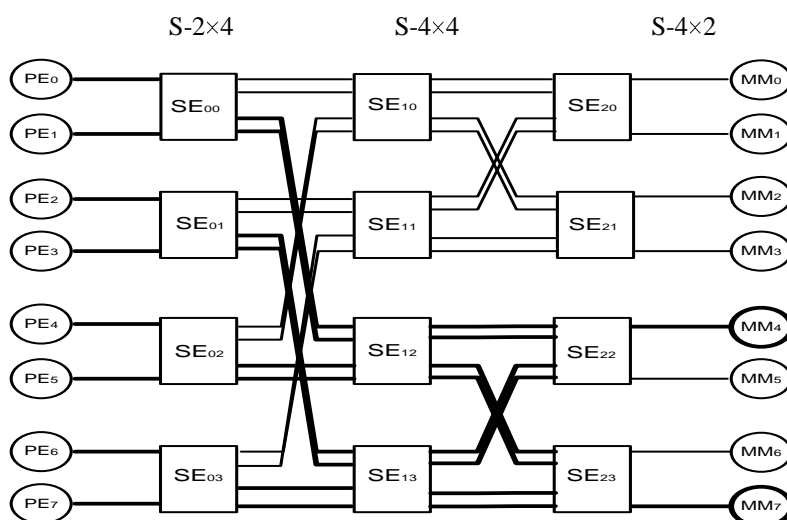 S-2×4 S-4×4 S-4×2
PE0 SE00 SE10 SE20 MM0
PE1 MM1
PE2 SE01 SE11 SE21 MM2
PE3 MM3
PE4 SE02 SE12 SE22 MM4
PE5 MM5
PE6 SE03 SE13 SE23 MM6
PE7 MM7